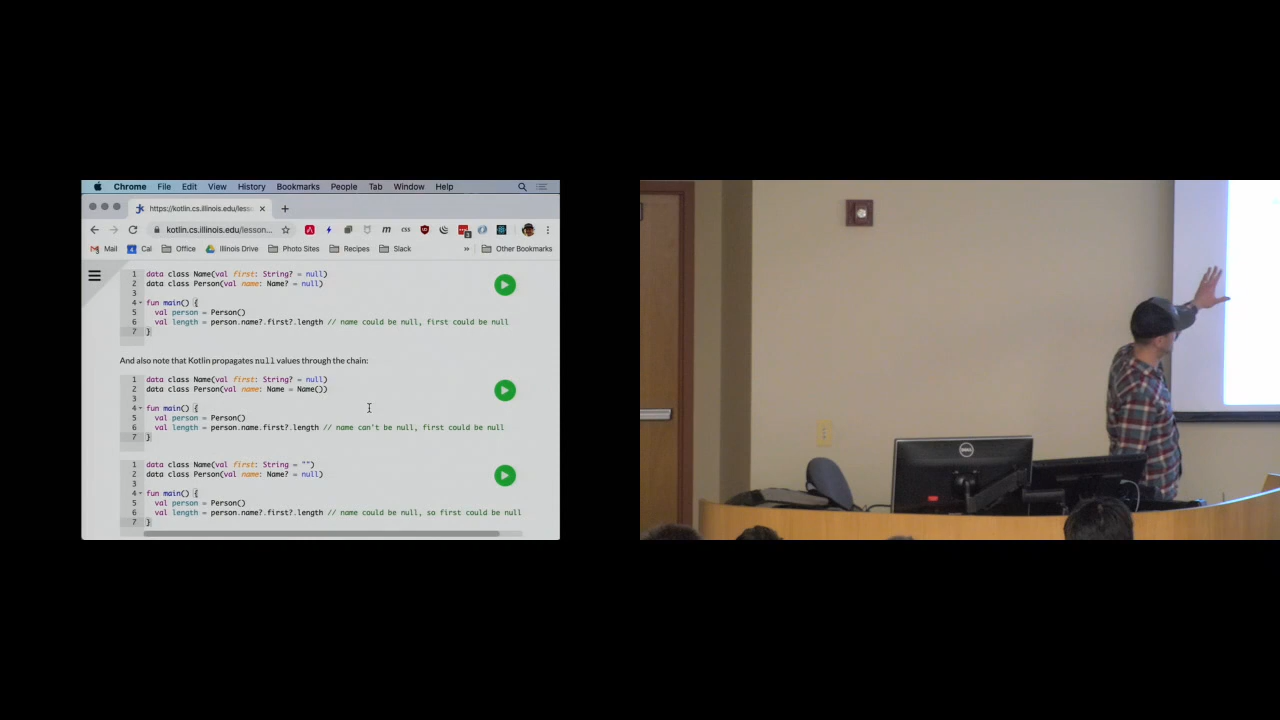 Chrome File Edit View History Bookmarks People Tab Window Help
https://kotlin.cs.illinois.edu/less
kotlin.cs.illinois.edu/lesson...
Mail Cal Office Illinois Drive Photo Sites Recipes Slack » Other Bookmarks
1 data class Name(val first: String? = null)
2 data class Person(val name: Name? = null)
3
4 fun main() {
5 val person = Person()
6 val length = person.name?.first?.length // name could be null, first could be null
7 }
And also note that Kotlin propagates null values through the chain:
1 data class Name(val first: String? = null)
2 data class Person(val name: Name = Name())
3
4 fun main() {
5 val person = Person()
6 val length = person.name.first?.length // name can't be null, first could be null
7 }
1 data class Name(val first: String = "")
2 data class Person(val name: Name? = null)
3
4 fun main() {
5 val person = Person()
6 val length = person.name?.first?.length // name could be null, so first could be null
7 }
DELL